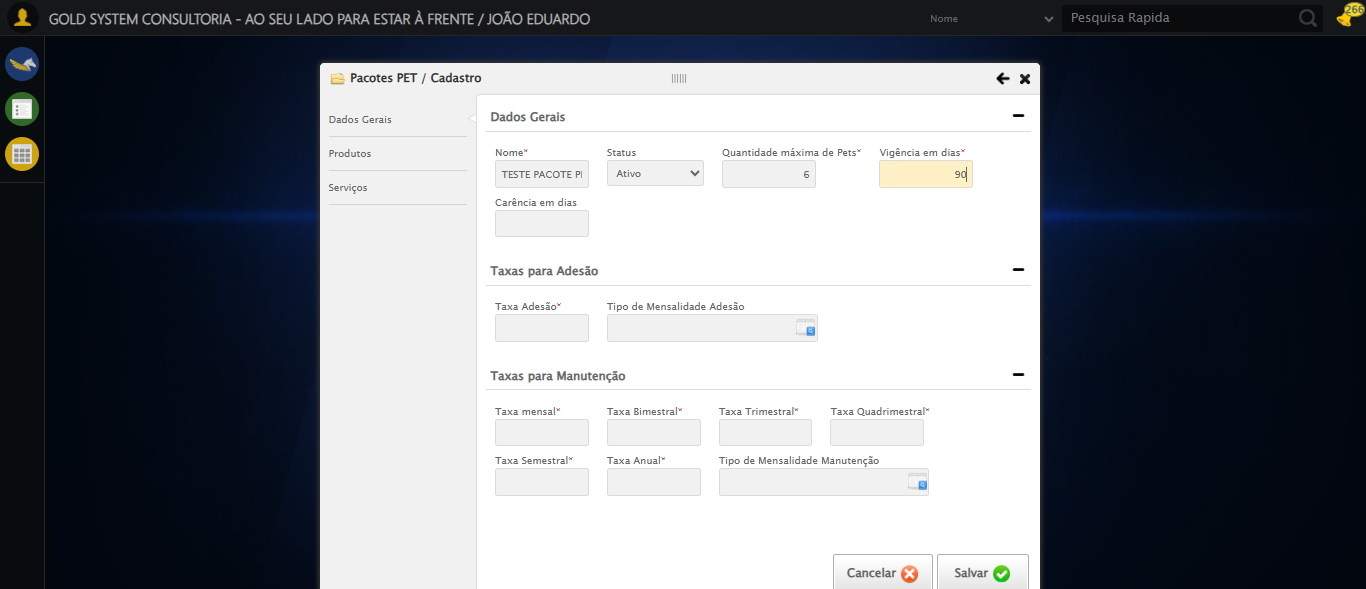 GOLD SYSTEM CONSULTORIA - AO SEU LADO PARA ESTAR À FRENTE / JOÃO EDUARDO
Nome
Pesquisa Rapida
266
Pacotes PET / Cadastro
Dados Gerais
Produtos
Serviços
Dados Gerais
Nome* Status Quantidade máxima de Pets* Vigência em dias*
TESTE PACOTE Ativo 6 90
Carência em dias
Taxas para Adesão
Taxa Adesão* Tipo de Mensalidade Adesão
Taxas para Manutenção
Taxa mensal* Taxa Bimestral* Taxa Trimestral* Taxa Quadrimestral*
Taxa Semestral* Taxa Anual* Tipo de Mensalidade Manutenção
Cancelar Salvar